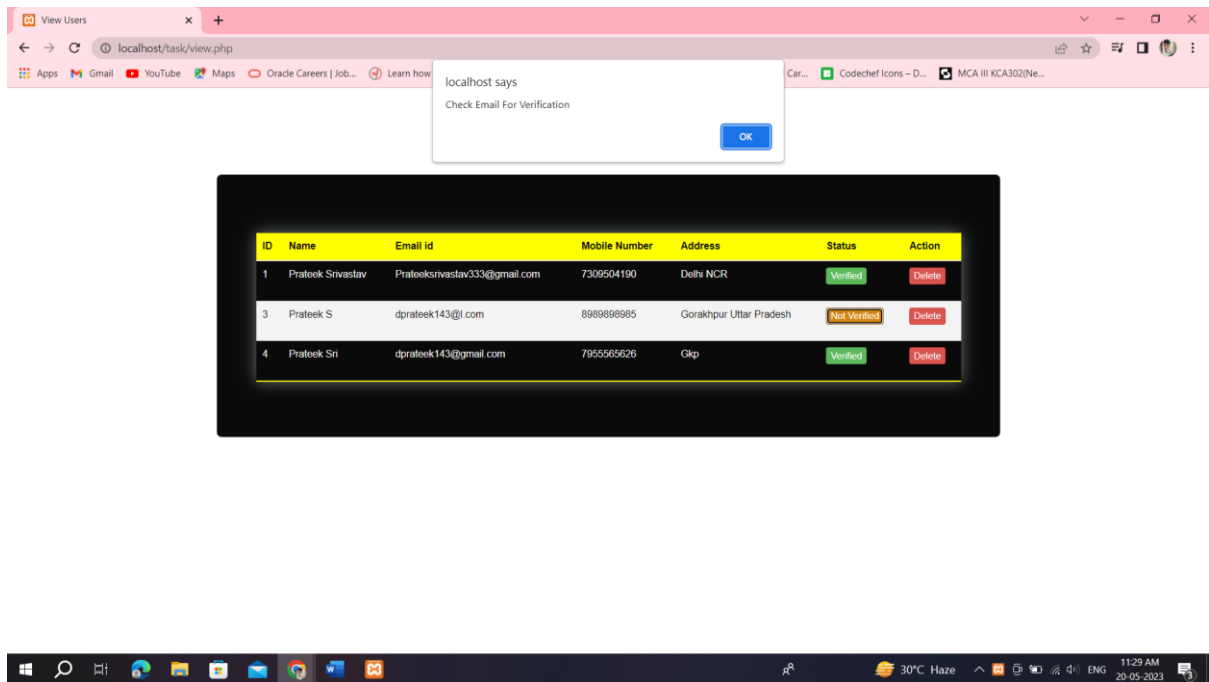 View Users
localhost/task/view.php
Apps Gmail YouTube Maps Oracle Careers | Job... Learn how Car... Codechef Icons – D... MCA III KCA302(Ne...
localhost says
Check Email For Verification
OK
ID Name Email id Mobile Number Address Status Action
1 Prateek Srivastav Prateeksrivastav333@gmail.com 7309504190 Delhi NCR Verified Delete
3 Prateek S dprateek143@l.com 8989898985 Gorakhpur Uttar Pradesh Not Verified Delete
4 Prateek Sri dprateek143@gmail.com 7955565626 Gkp Verified Delete
30°C Haze ENG 11:29 AM
20-05-2023 3